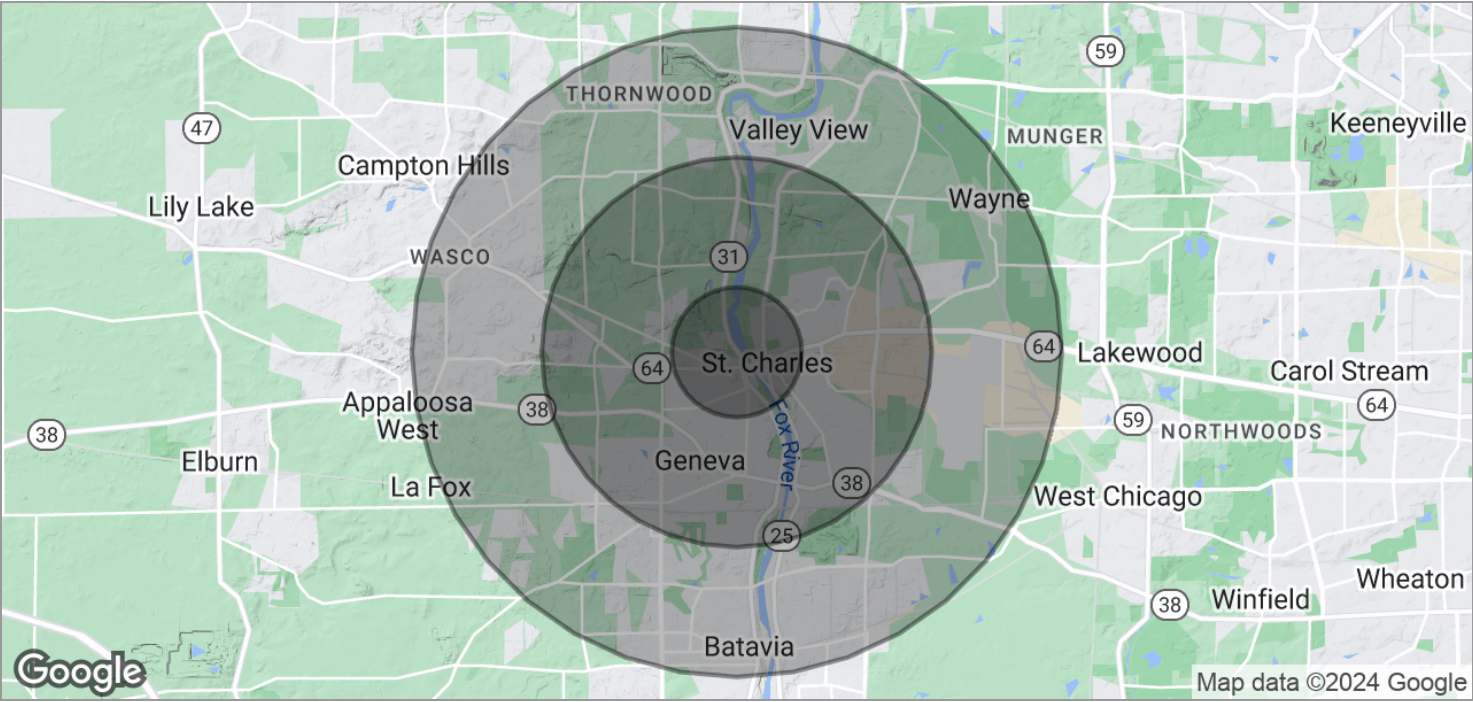 59
THORNWOOD
Keeneyville
47
Valley View
MUNGER
Campton Hills
Wayne
Lily Lake
WASCO
31
64
St. Charles
64
Lakewood
Carol Stream
Appaloosa
West
38
64
38
59
NORTHWOODS
Fox River
Elburn
Geneva
La Fox
38
West Chicago
25
Wheaton
38
Winfield
Batavia
Google
Map data ©2024 Google